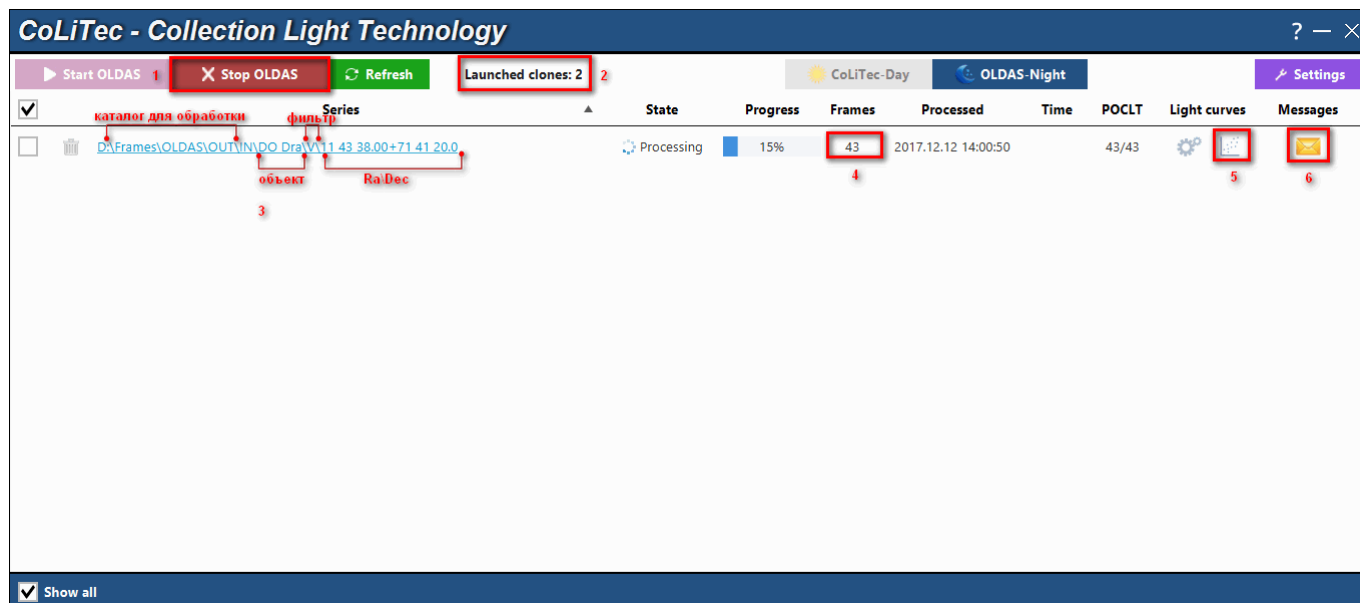 CoLiTec - Collection Light Technology
Start OLDAS 1 Stop OLDAS Refresh Launched clones: 2 2 CoLiTec-Day OLDAS-Night Settings
Series State Progress Frames Processed Time POCLT Light curves Messages
каталог для обработки фильтр
D:\Frames\OLDAS\OUT\IN\DO Dra\V\11 43 38.00+71 41 20.0 Processing 15% 43 2017.12.12 14:00:50 43/43
объект Ra\Dec 4 5 6
3
Show all